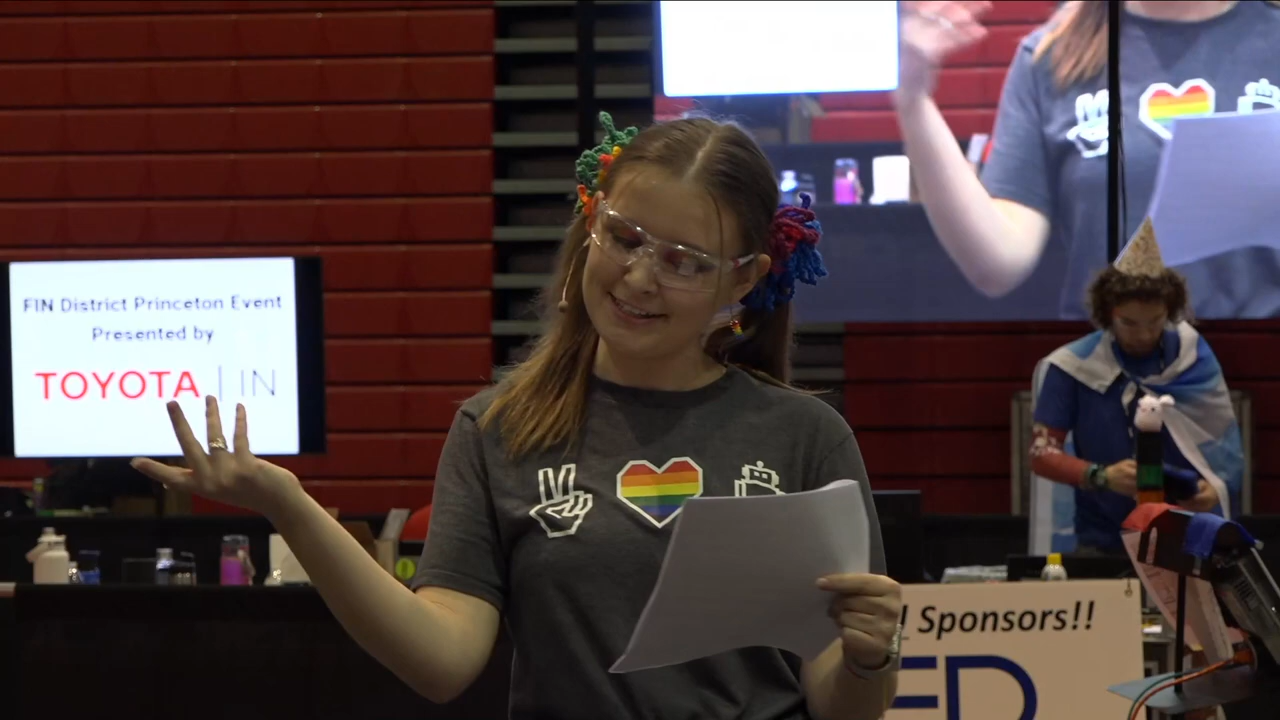 FIN District Princeton Event
Presented by
TOYOTA | IN
Sponsors!!